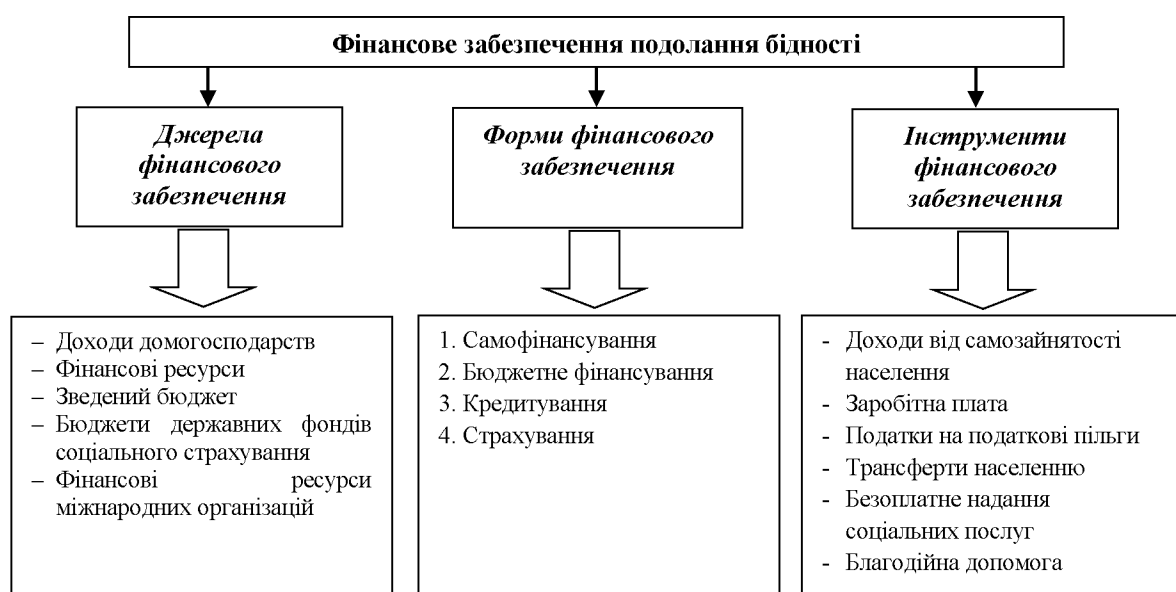 Фінансове забезпечення подолання бідності
Джерела
фінансового
забезпечення
Форми фінансового
забезпечення
Інструменти
фінансового
забезпечення
– Доходи домогосподарств
– Фінансові ресурси
– Зведений бюджет
– Бюджети державних фондів
соціального страхування
– Фінансові ресурси
міжнародних організацій
1. Самофінансування
2. Бюджетне фінансування
3. Кредитування
4. Страхування
- Доходи від самозайнятості
населення
- Заробітна плата
- Податки на податкові пільги
- Трансферти населенню
- Безоплатне надання
соціальних послуг
- Благодійна допомога